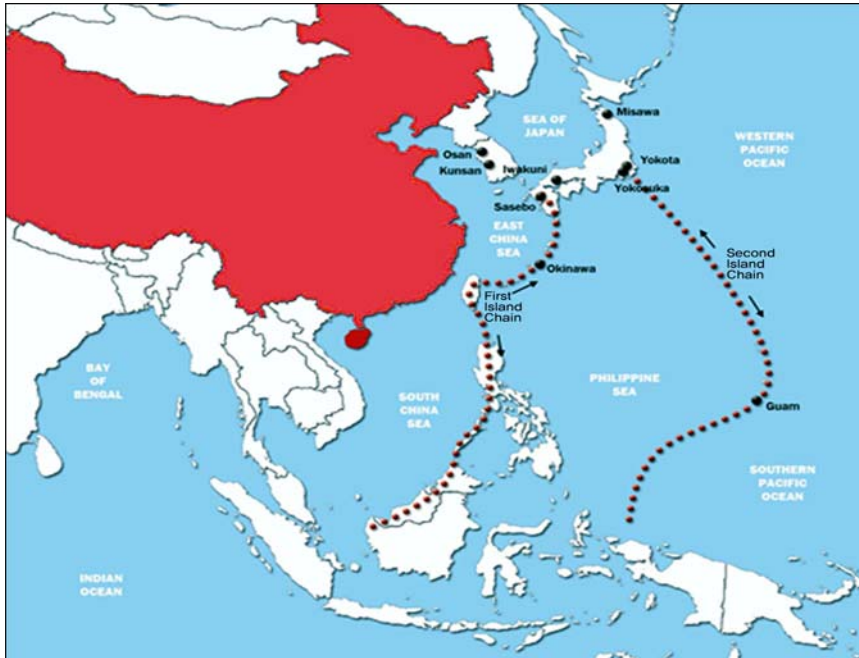 Misawa
SEA OF
JAPAN
WESTERN
PACIFIC
OCEAN
Osan
Kunsan
Iwakuni
Yokota
Yokosuka
Sasebo
EAST
CHINA
SEA
Okinawa
Second
Island
Chain
First
Island
Chain
BAY
OF
BENGAL
PHILIPPINE
SEA
SOUTH
CHINA
SEA
Guam
SOUTHERN
PACIFIC
OCEAN
INDIAN
OCEAN